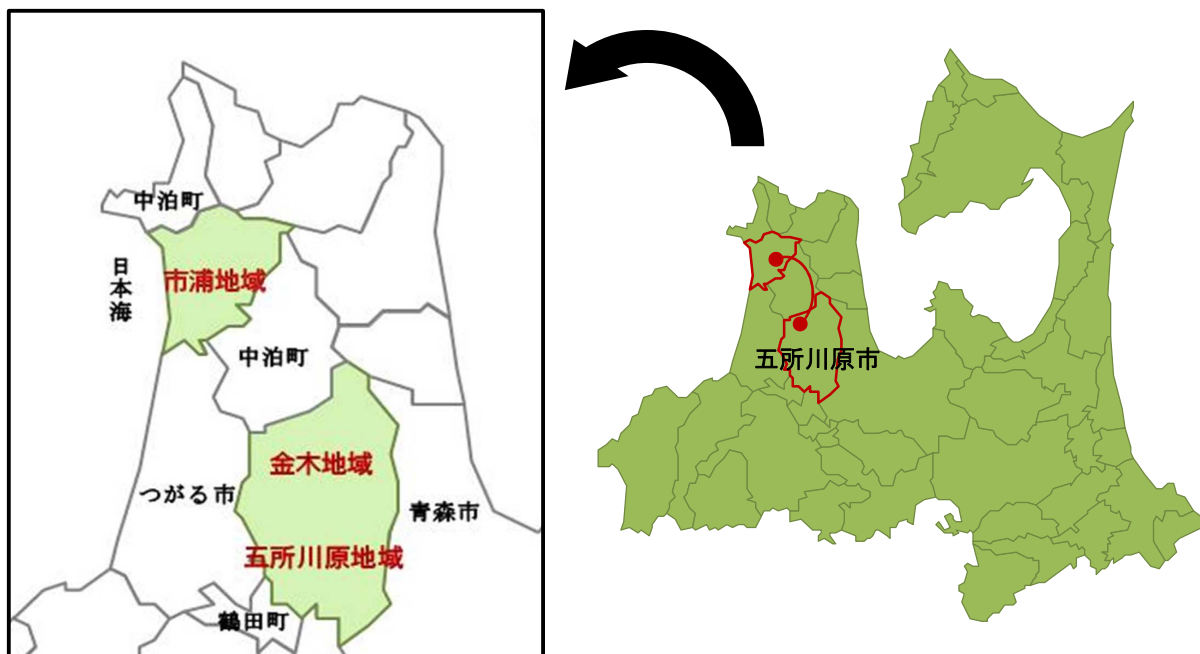 中泊町
市浦地域
日本海
中泊町
金木地域
つがる市
青森市
五所川原地域
鶴田町
五所川原市